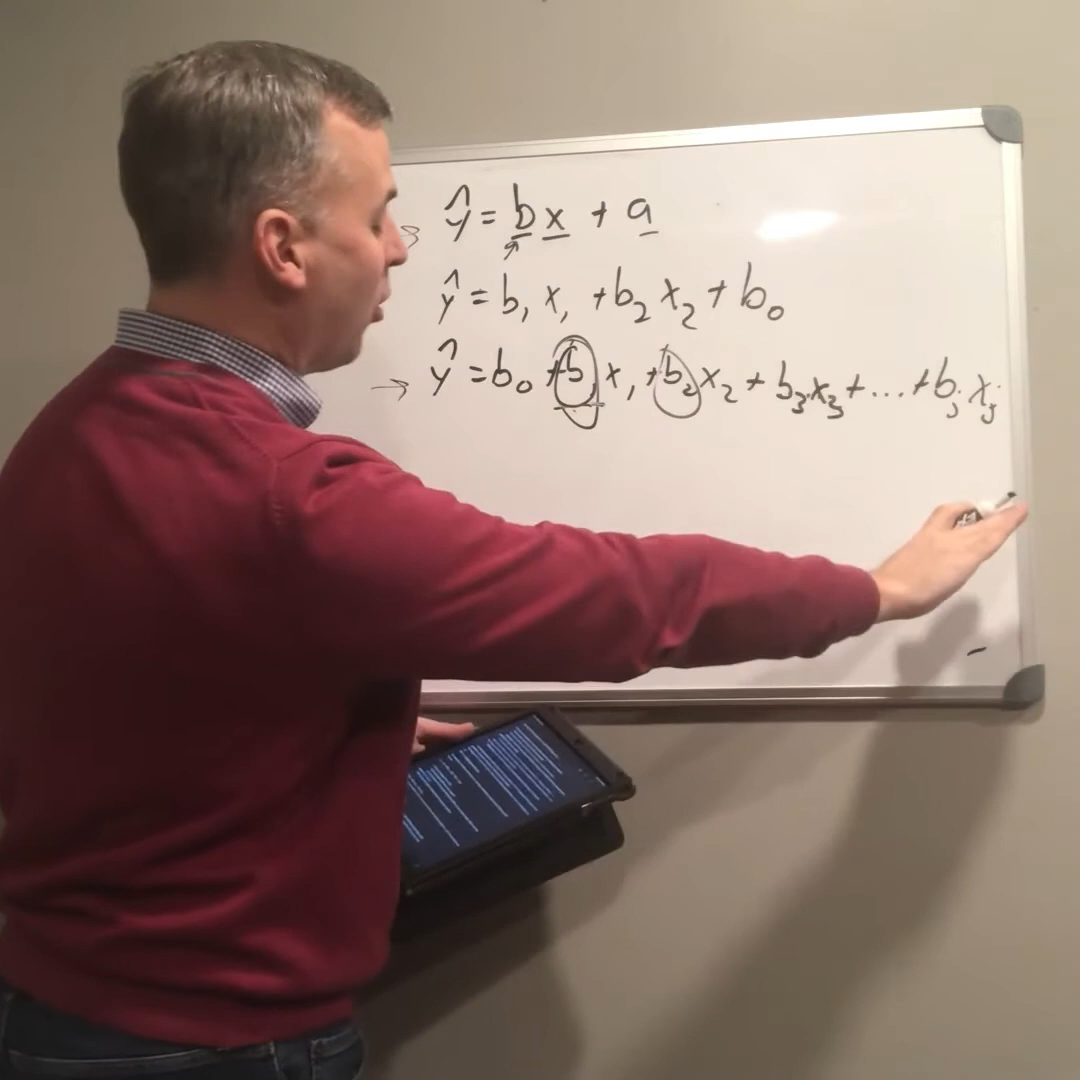 ŷ = bx + a
ŷ = b₁x₁ + b₂x₂ + b₀
→ ŷ = b₀ + b₁x₁ + b₂x₂ + b₃x₃ + ... + bⱼxⱼ